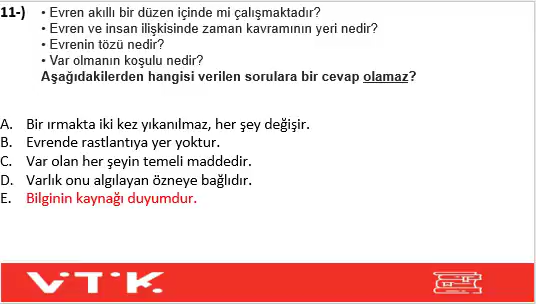 11-) • Evren akıllı bir düzen içinde mi çalışmaktadır?
• Evren ve insan ilişkisinde zaman kavramının yeri nedir?
• Evrenin tözü nedir?
• Var olmanın koşulu nedir?
Aşağıdakilerden hangisi verilen sorulara bir cevap olamaz?
A. Bir ırmakta iki kez yıkanılmaz, her şey değişir.
B. Evrende rastlantıya yer yoktur.
C. Var olan her şeyin temeli maddedir.
D. Varlık onu algılayan özneye bağlıdır.
E. Bilginin kaynağı duyumdur.
VİTİK